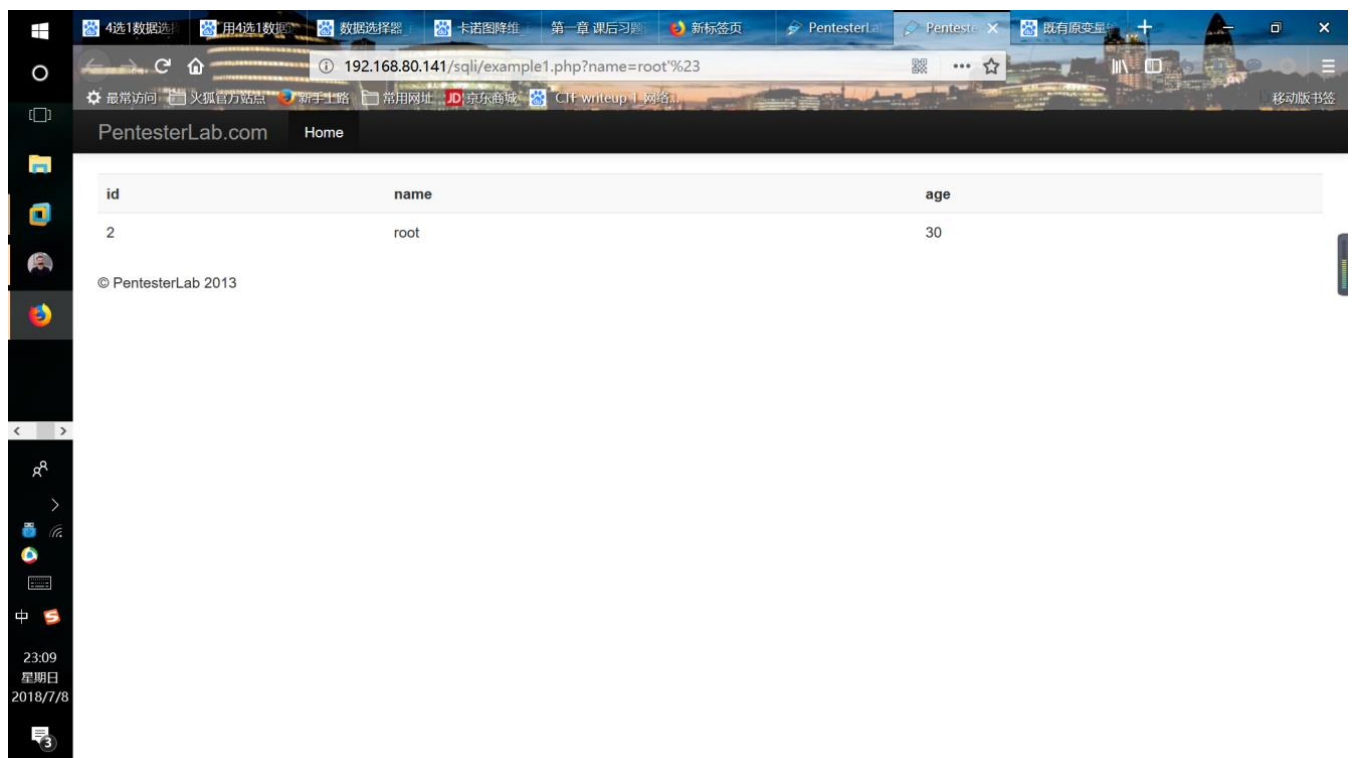 4选1数据选 用4选1数据 数据选择器 卡诺图降维 第一章 课后习题 新标签页 PentesterLa Penteste 既有原变量
192.168.80.141/sqli/example1.php?name=root'%23
最常访问 火狐官方站点 新手上路 常用网址 JD 京东商城 CTF writeup 网络 移动版书签
PentesterLab.com Home
id name age
2 root 30
© PentesterLab 2013
中
23:09
星期日
2018/7/8
3